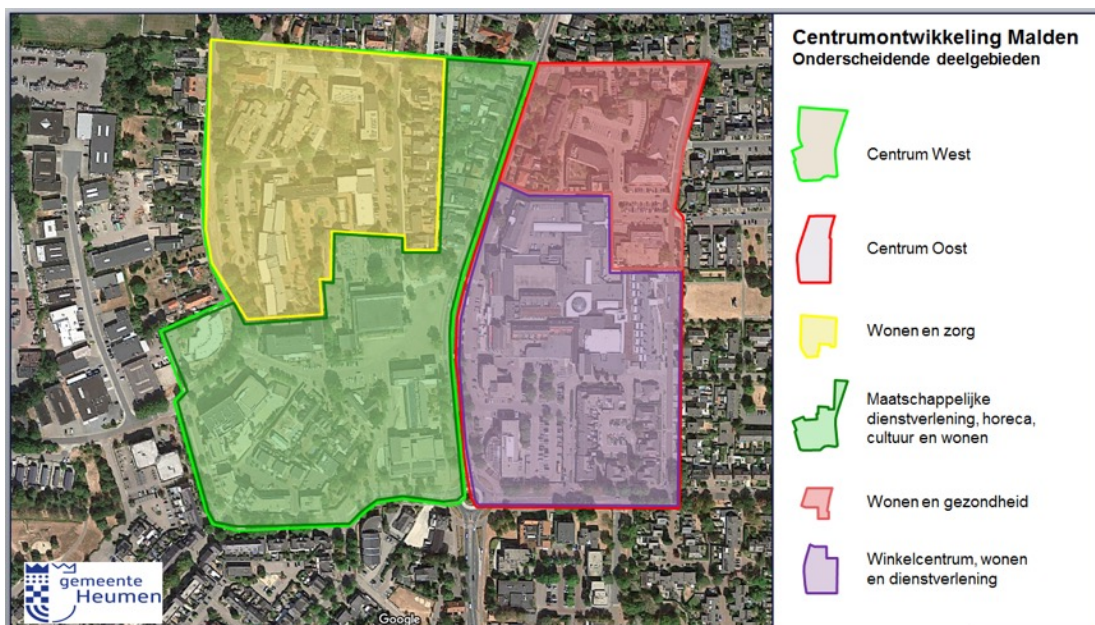 Centrumontwikkeling Malden
Onderscheidende deelgebieden
Centrum West
Centrum Oost
Wonen en zorg
Maatschappelijke
dienstverlening, horeca,
cultuur en wonen
Wonen en gezondheid
Winkelcentrum, wonen
en dienstverlening
gemeente
Heumen
Google